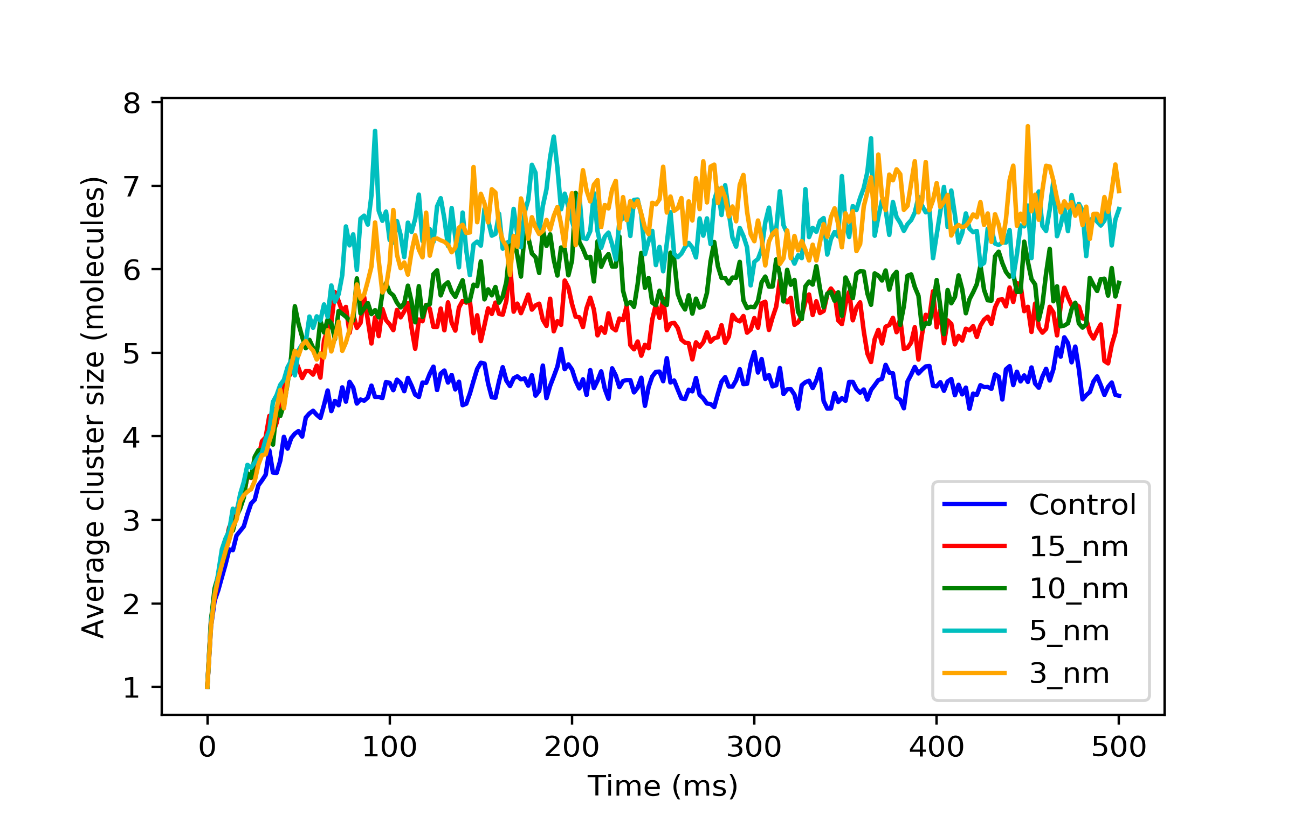 Average cluster size (molecules)
8
7
6
5
4
3
2
1
0 100 200 300 400 500
Time (ms)
Control
15_nm
10_nm
5_nm
3_nm